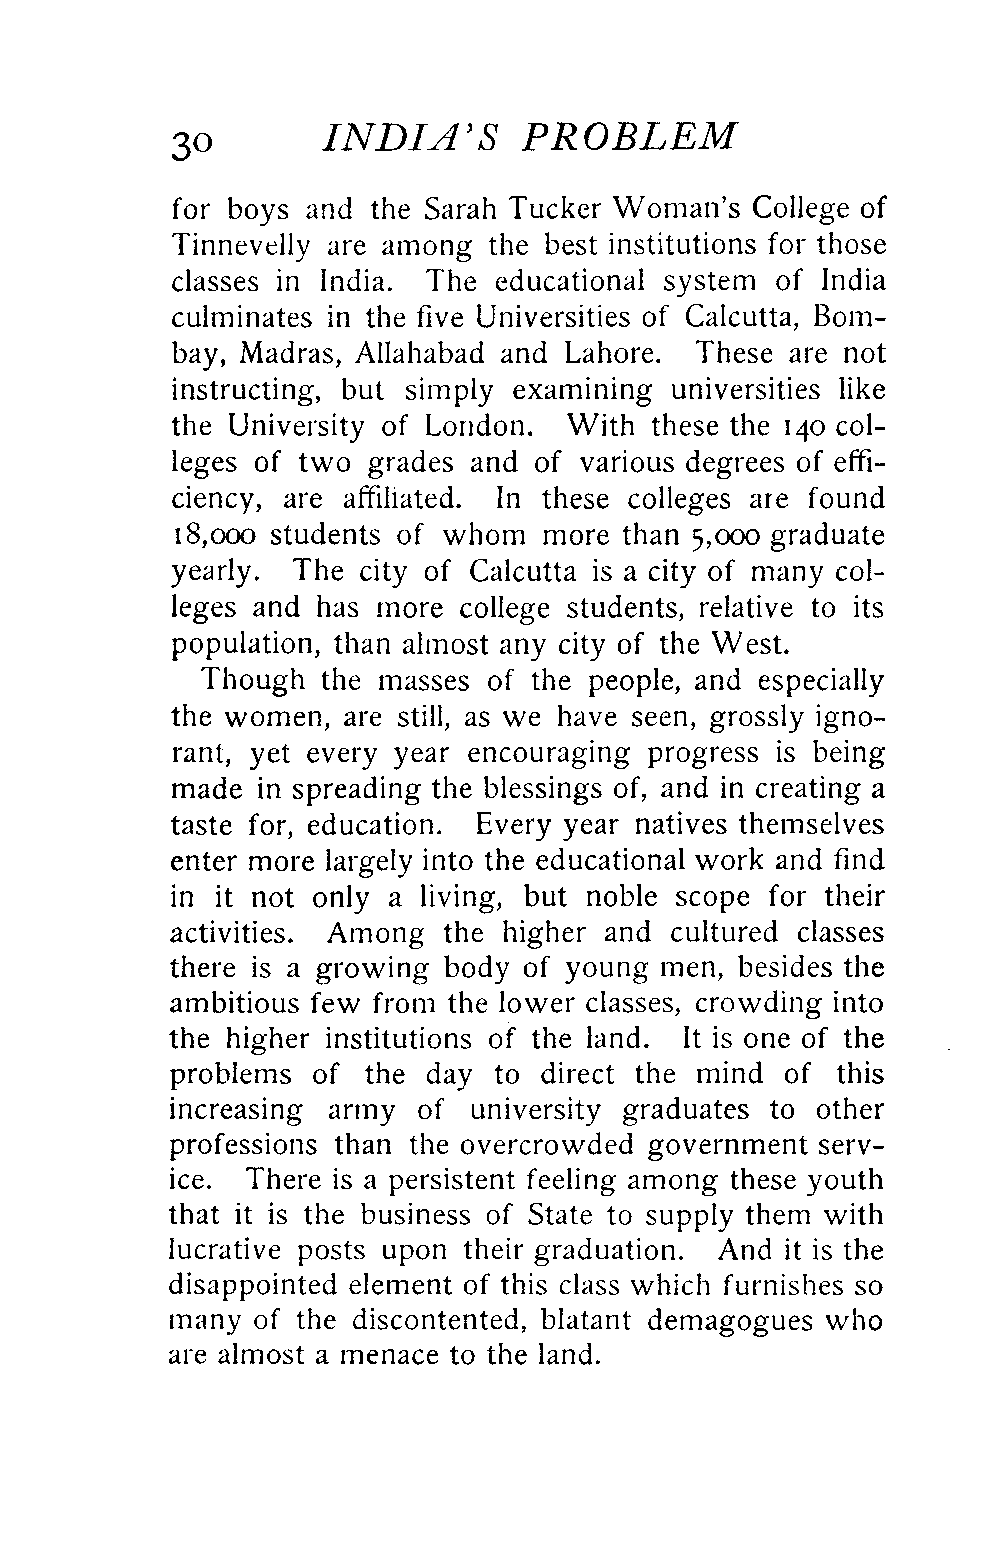 30 INDIA'S PROBLEM
for boys and the Sarah Tucker Woman's College of
Tinnevelly are among the best institutions for those
classes in India. The educational system of India
culminates in the five Universities of Calcutta, Bom-
bay, Madras, Allahabad and Lahore. These are not
instructing, but simply examining universities like
the University of London. With these the 140 col-
leges of two grades and of various degrees of effi-
ciency, are affiliated. In these colleges are found
18,000 students of whom more than 5,000 graduate
yearly. The city of Calcutta is a city of many col-
leges and has more college students, relative to its
population, than almost any city of the West.
Though the masses of the people, and especially
the women, are still, as we have seen, grossly igno-
rant, yet every year encouraging progress is being
made in spreading the blessings of, and in creating a
taste for, education. Every year natives themselves
enter more largely into the educational work and find
in it not only a living, but noble scope for their
activities. Among the higher and cultured classes
there is a growing body of young men, besides the
ambitious few from the lower classes, crowding into
the higher institutions of the land. It is one of the
problems of the day to direct the mind of this
increasing army of university graduates to other
professions than the overcrowded government serv-
ice. There is a persistent feeling among these youth
that it is the business of State to supply them with
lucrative posts upon their graduation. And it is the
disappointed element of this class which furnishes so
many of the discontented, blatant demagogues who
are almost a menace to the land.